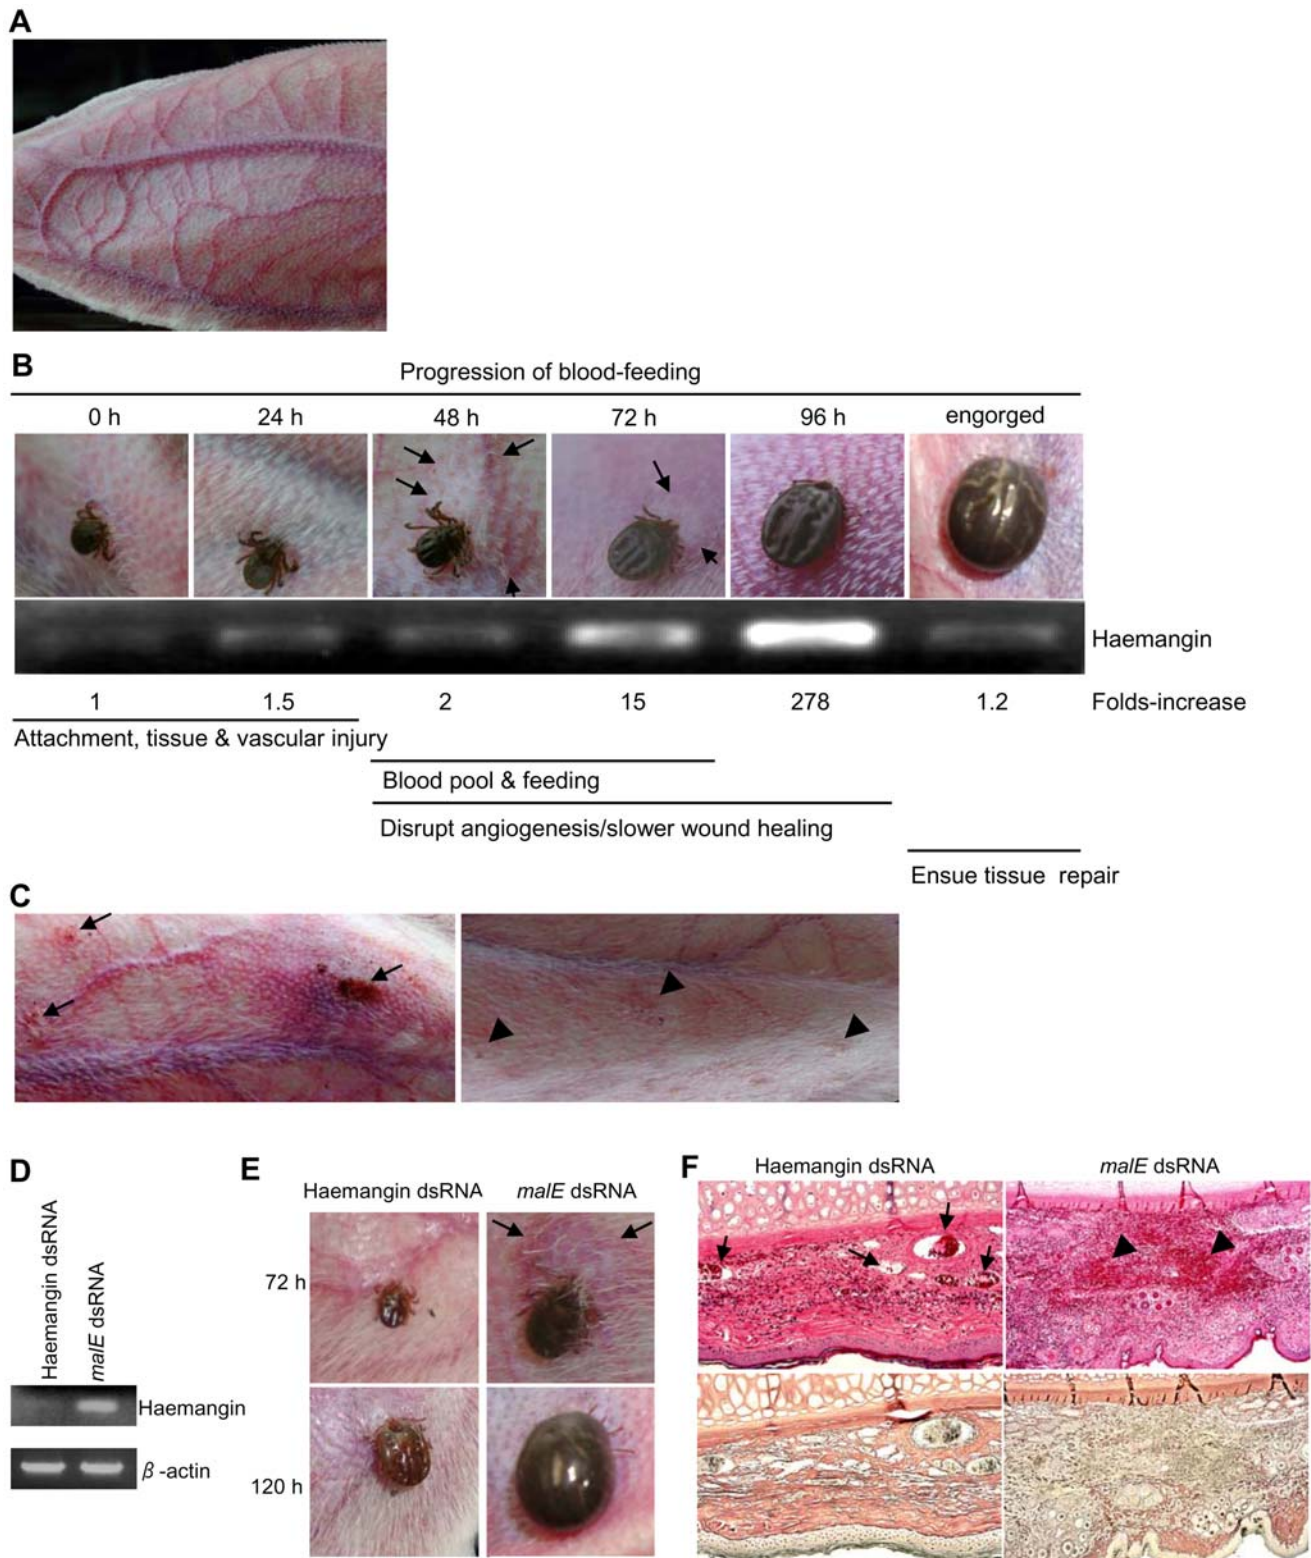 A
B
Progression of blood-feeding
0 h 24 h 48 h 72 h 96 h engorged
Haemangin
1 1.5 2 15 278 1.2 Folds-increase
Attachment, tissue & vascular injury
Blood pool & feeding
Disrupt angiogenesis/slower wound healing
Ensue tissue repair
C
D
Haemangin dsRNA
malE dsRNA
Haemangin
β-actin
E
Haemangin dsRNA malE dsRNA
72 h
120 h
F
Haemangin dsRNA malE dsRNA